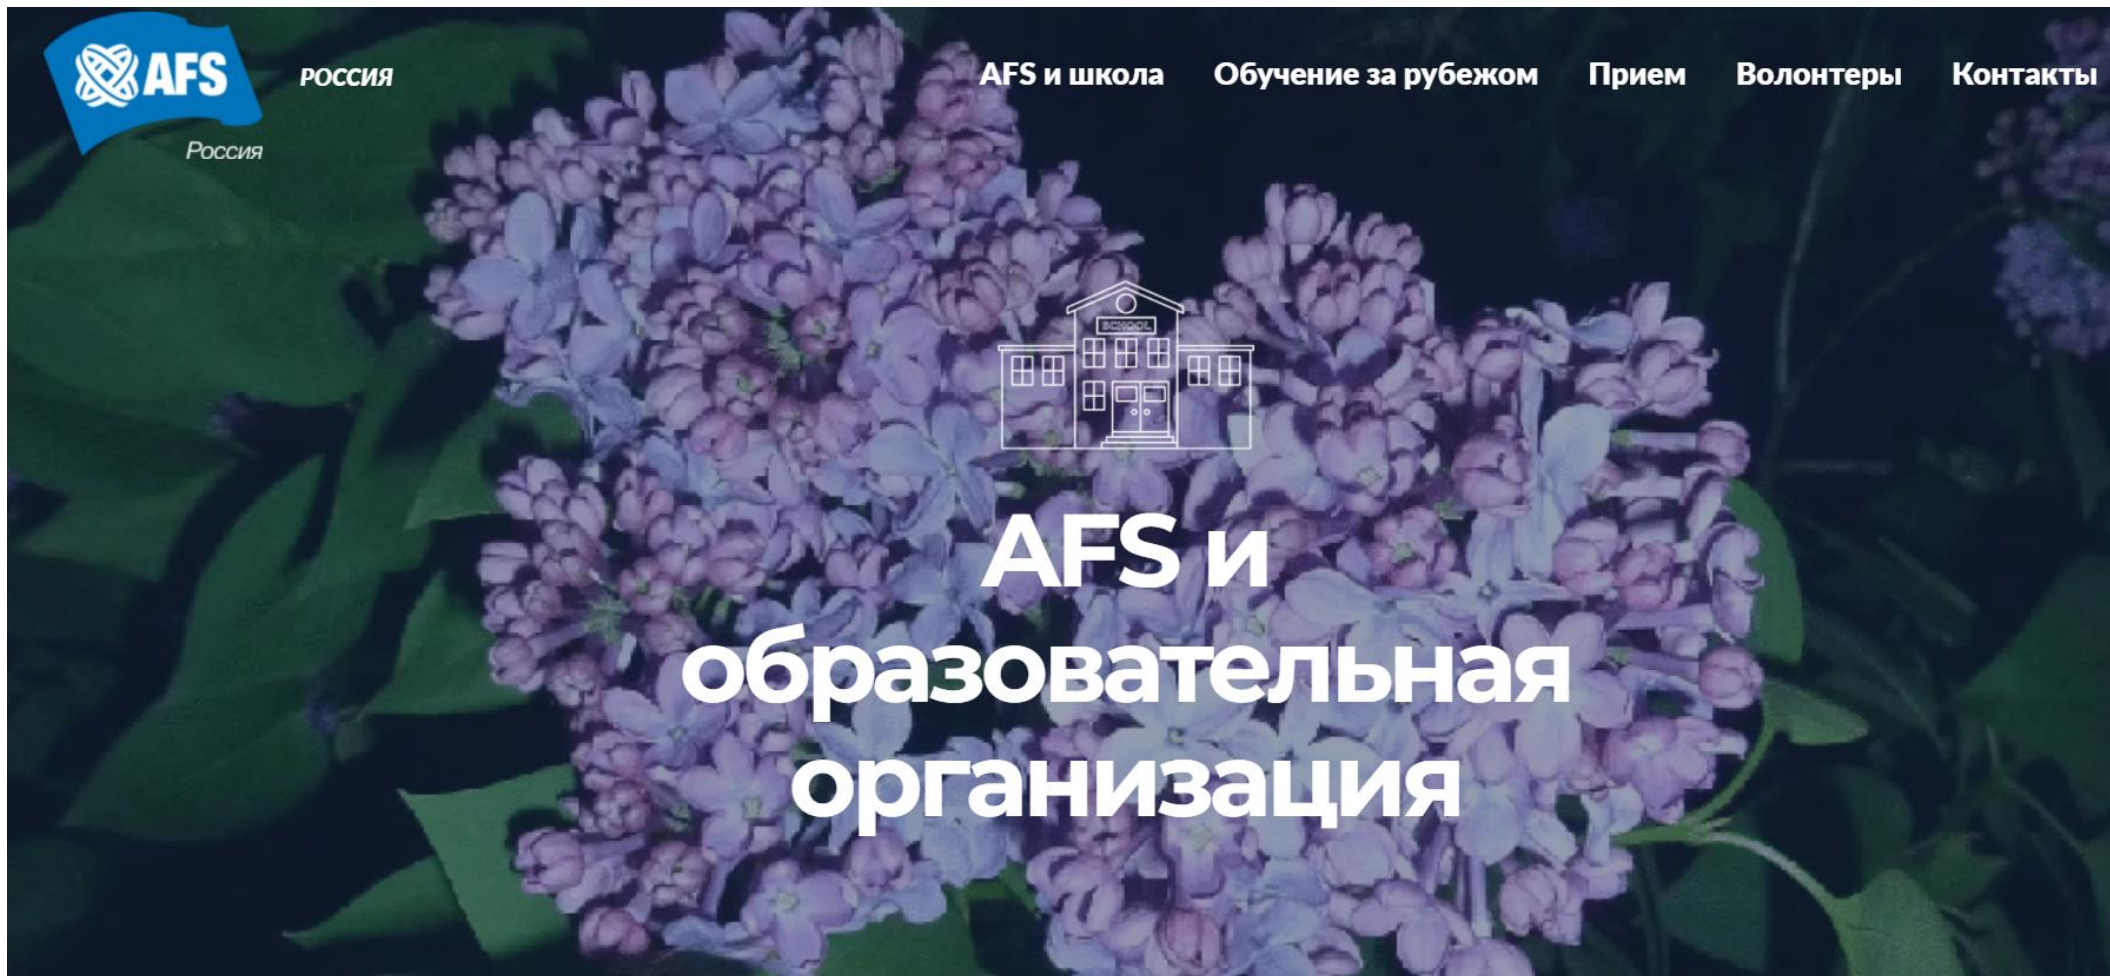 AFS
Россия
РОССИЯ
AFS и школа Обучение за рубежом Прием Волонтеры Контакты
SCHOOL
AFS и
образовательная
организация